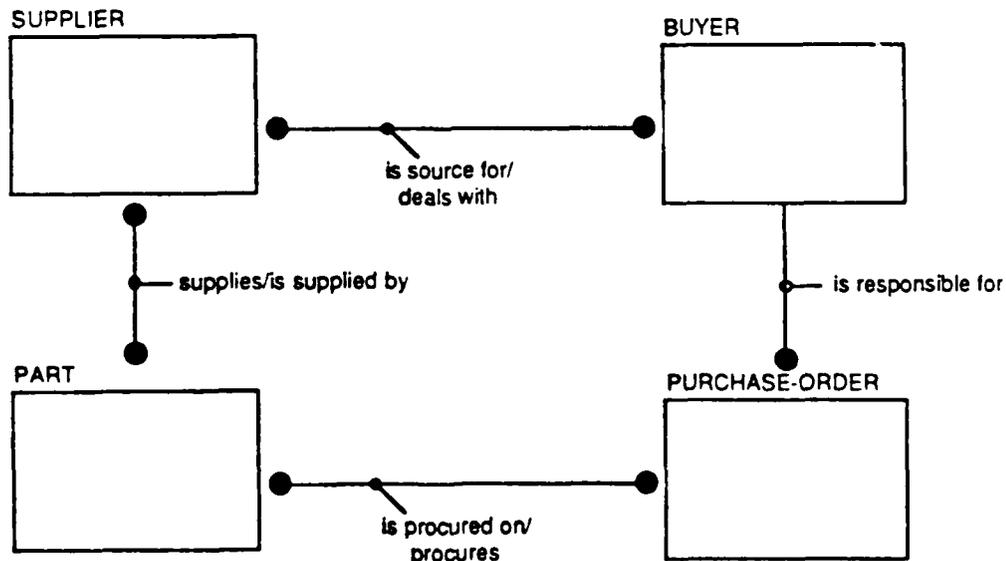 SUPPLIER
BUYER
is source for/
deals with
supplies/is supplied by
is responsible for
PART
PURCHASE-ORDER
is procured on/
procures